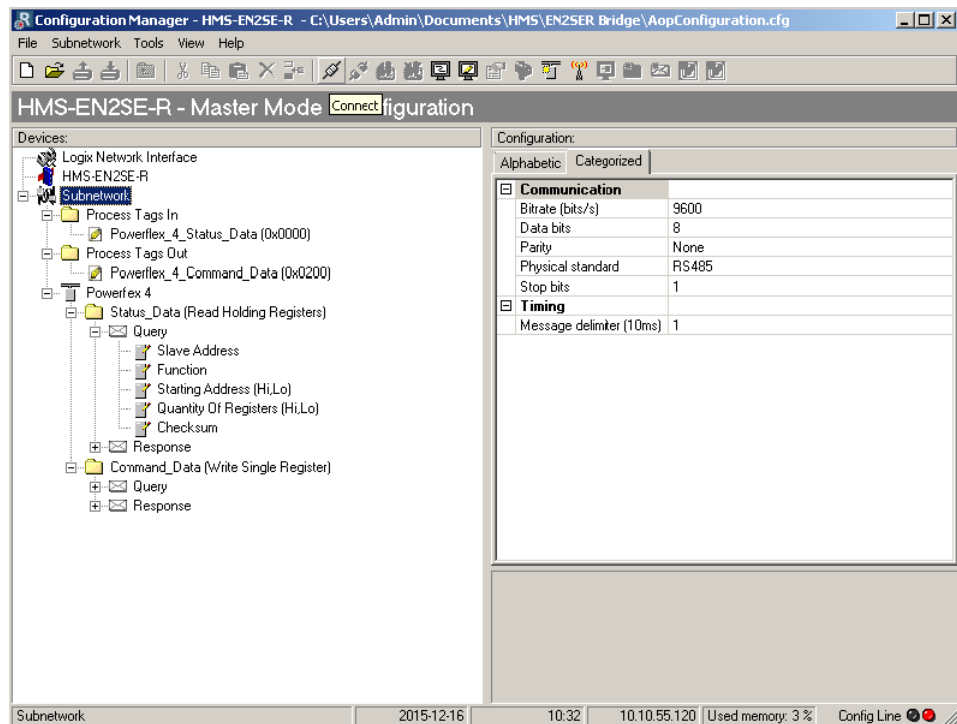 Configuration Manager - HMS-EN2SE-R - C:\Users\Admin\Documents\HMS\EN2SER Bridge\AopConfiguration.cfg
File Subnetwork Tools View Help
HMS-EN2SE-R - Master Mode Connect figuration
Devices:
Logix Network Interface
HMS-EN2SE-R
Subnetwork
Process Tags In
Powerflex_4_Status_Data (0x0000)
Process Tags Out
Powerflex_4_Command_Data (0x0200)
Powerfex 4
Status_Data (Read Holding Registers)
Query
Slave Address
Function
Starting Address (Hi,Lo)
Quantity Of Registers (Hi,Lo)
Checksum
Response
Command_Data (Write Single Register)
Query
Response
Configuration:
Alphabetic Categorized
Communication
Bitrate (bits/s) 9600
Data bits 8
Parity None
Physical standard RS485
Stop bits 1
Timing
Message delimiter (10ms) 1
Subnetwork 2015-12-16 10:32 10.10.55.120 Used memory: 3 % Config Line